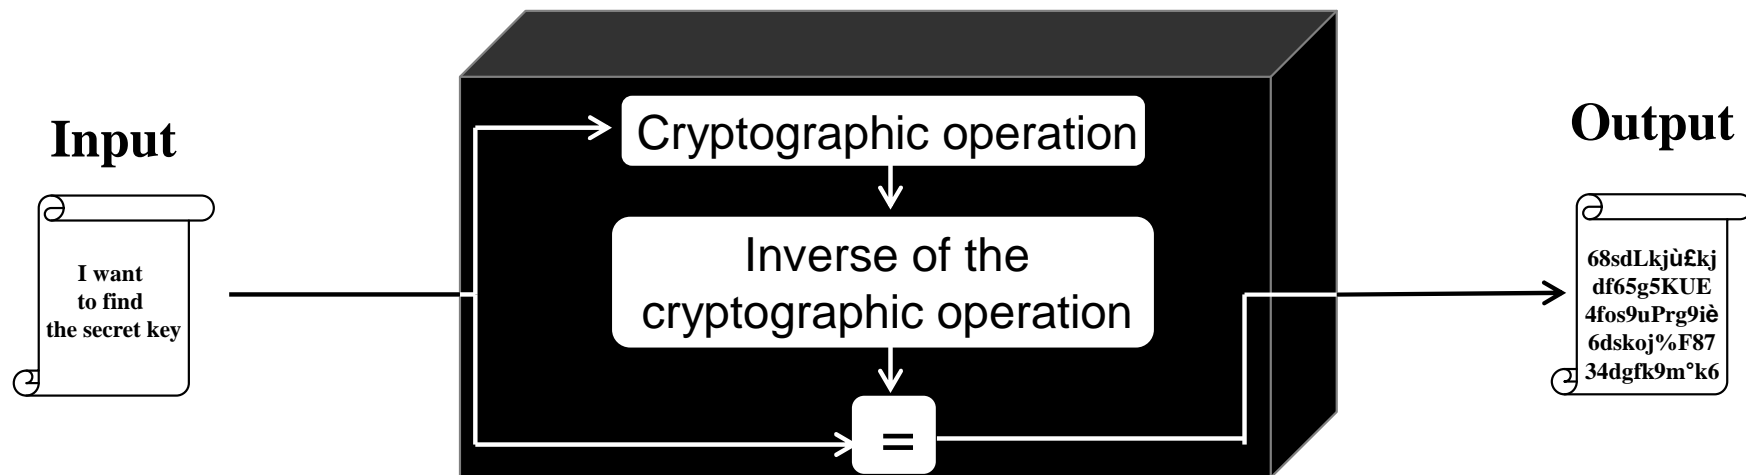 Input
I want
to find
the secret key
Cryptographic operation
Inverse of the
cryptographic operation
=
Output
68sdLkjù£kj
df65g5KUE
4fos9uPrg9iè
6dskoj%F87
34dgfk9m°k6